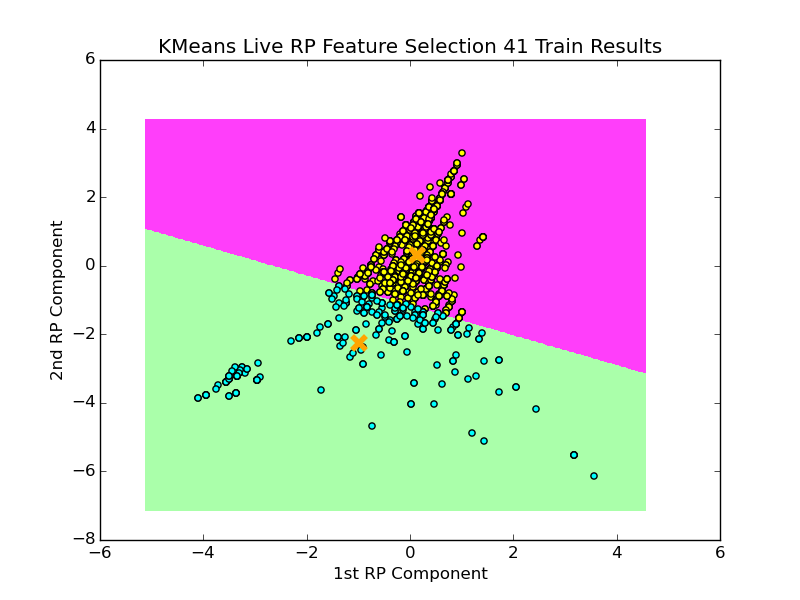 KMeans Live RP Feature Selection 41 Train Results
6
4
2
0
−2
−4
−6
−8
2nd RP Component
−6 −4 −2 0 2 4 6
1st RP Component